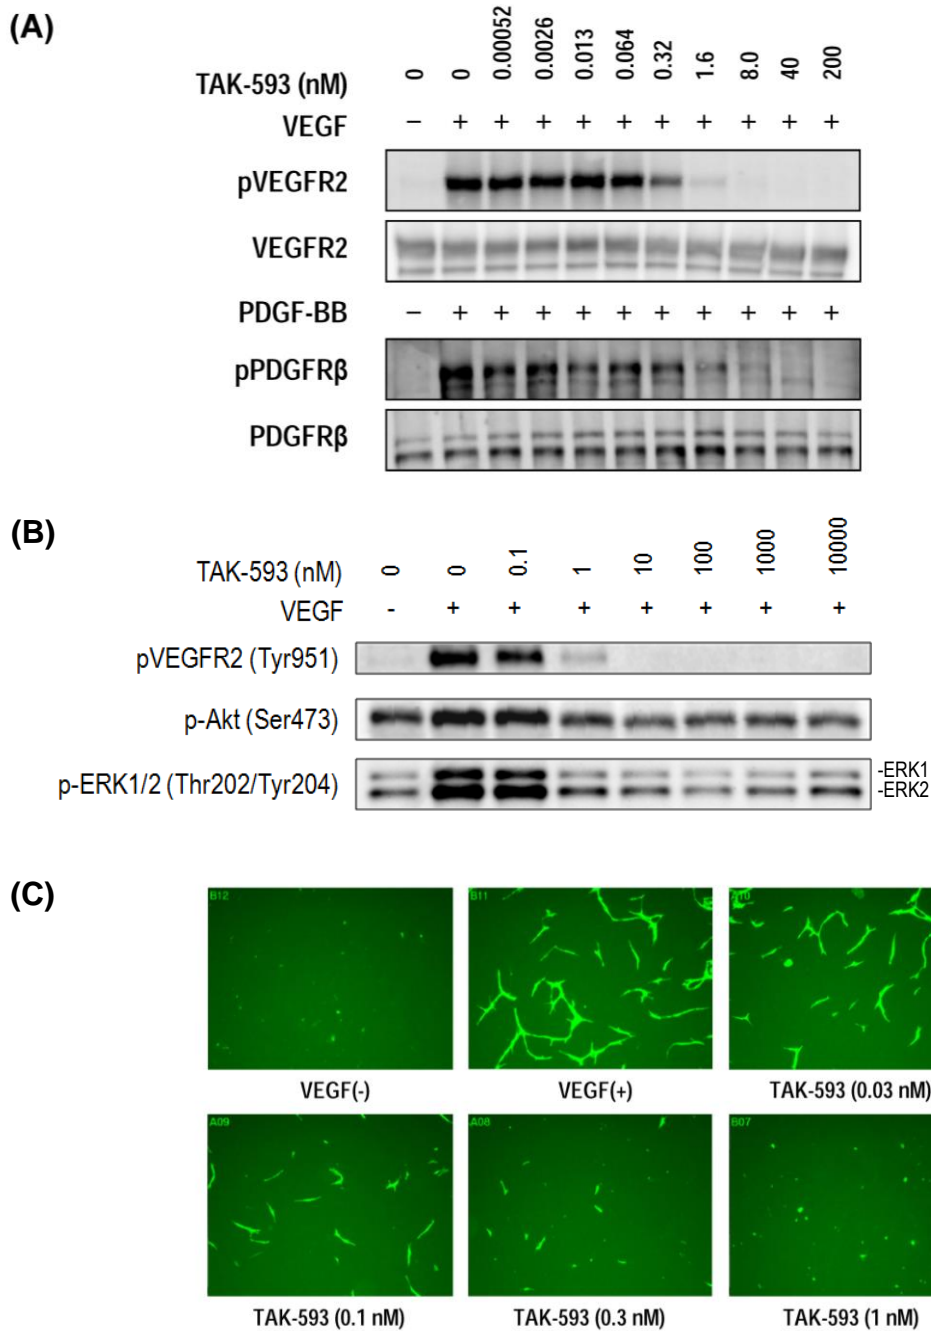 (A)
TAK-593 (nM) 0 0 0.00052 0.0026 0.013 0.064 0.32 1.6 8.0 40 200
VEGF − + + + + + + + + + +
pVEGFR2
VEGFR2
PDGF-BB − + + + + + + + + + +
pPDGFRβ
PDGFRβ
(B)
TAK-593 (nM) 0 0 0.1 1 10 100 1000 10000
VEGF - + + + + + + +
pVEGFR2 (Tyr951)
p-Akt (Ser473)
p-ERK1/2 (Thr202/Tyr204) -ERK1
-ERK2
(C)
B12 B11 A10
VEGF(-) VEGF(+) TAK-593 (0.03 nM)
A09 A08 B07
TAK-593 (0.1 nM) TAK-593 (0.3 nM) TAK-593 (1 nM)